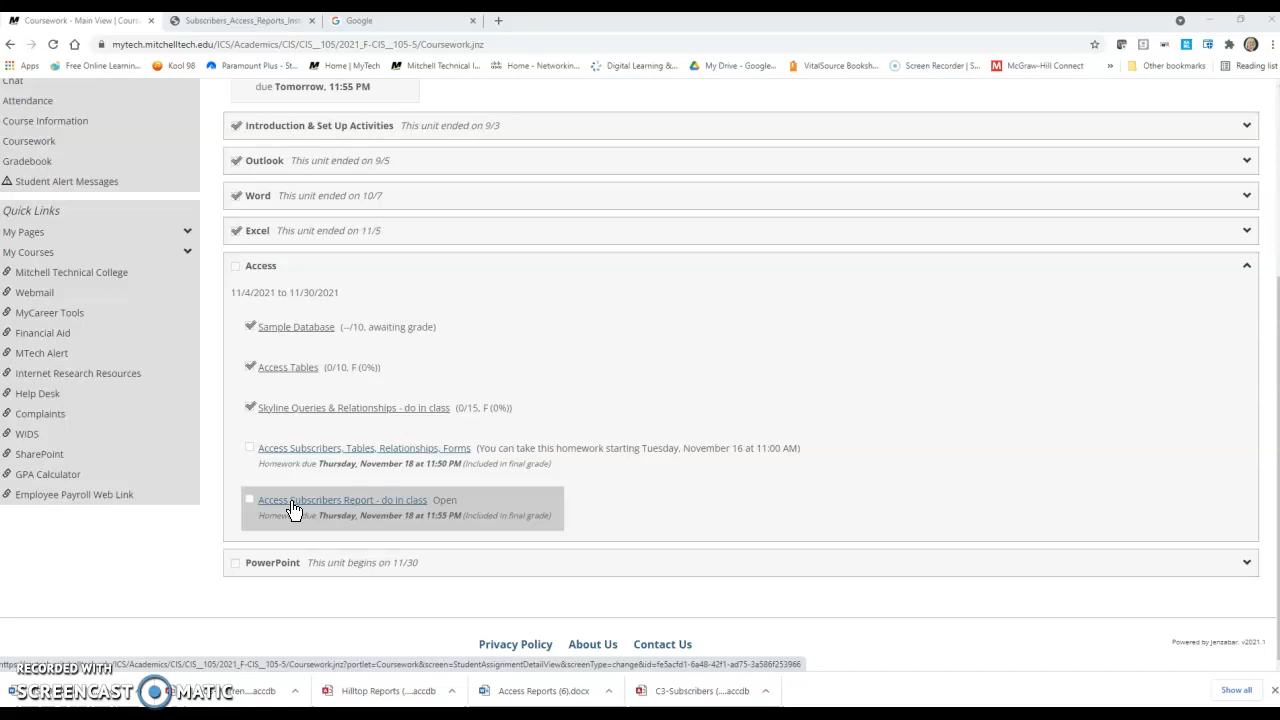 Coursework - Main View | Cours
Subscribers_Access_Reports_Inst
Google
mytech.mitchelltech.edu/ICS/Academics/CIS/CIS__105/2021_F-CIS__105-5/Coursework.jnz
Apps
Free Online Learnin...
Kool 98
Paramount Plus - St...
Home | MyTech
Mitchell Technical I...
Home - Networkin...
Digital Learning &...
My Drive - Google...
VitalSource Booksh...
Screen Recorder | S...
McGraw-Hill Connect
»
Other bookmarks
Reading list
Chat
Attendance
Course Information
Coursework
Gradebook
Student Alert Messages
Quick Links
My Pages
My Courses
Mitchell Technical College
Webmail
MyCareer Tools
Financial Aid
MTech Alert
Internet Research Resources
Help Desk
Complaints
WIDS
SharePoint
GPA Calculator
Employee Payroll Web Link
due Tomorrow, 11:55 PM
Introduction & Set Up Activities This unit ended on 9/3
Outlook This unit ended on 9/5
Word This unit ended on 10/7
Excel This unit ended on 11/5
Access
11/4/2021 to 11/30/2021
Sample Database (--/10, awaiting grade)
Access Tables (0/10, F (0%))
Skyline Queries & Relationships - do in class (0/15, F (0%))
Access Subscribers, Tables, Relationships, Forms (You can take this homework starting Tuesday, November 16 at 11:00 AM)
Homework due Thursday, November 18 at 11:50 PM (Included in final grade)
Access Subscribers Report - do in class Open
Homework due Thursday, November 18 at 11:55 PM (Included in final grade)
PowerPoint This unit begins on 11/30
Privacy Policy About Us Contact Us
Powered by Jenzabar. v2021.1
/ICS/Academics/CIS/CIS__105/2021_F-CIS__105-5/Coursework.jnz?portlet=Coursework&screen=StudentAssignmentDetailView&screenType=change&id=fe5acfd1-6a48-42f1-ad75-3a586f253966
RECORDED WITH
SCREENCAST MATIC
ren....accdb
Hilltop Reports (....accdb
Access Reports (6).docx
C3-Subscribers (....accdb
Show all